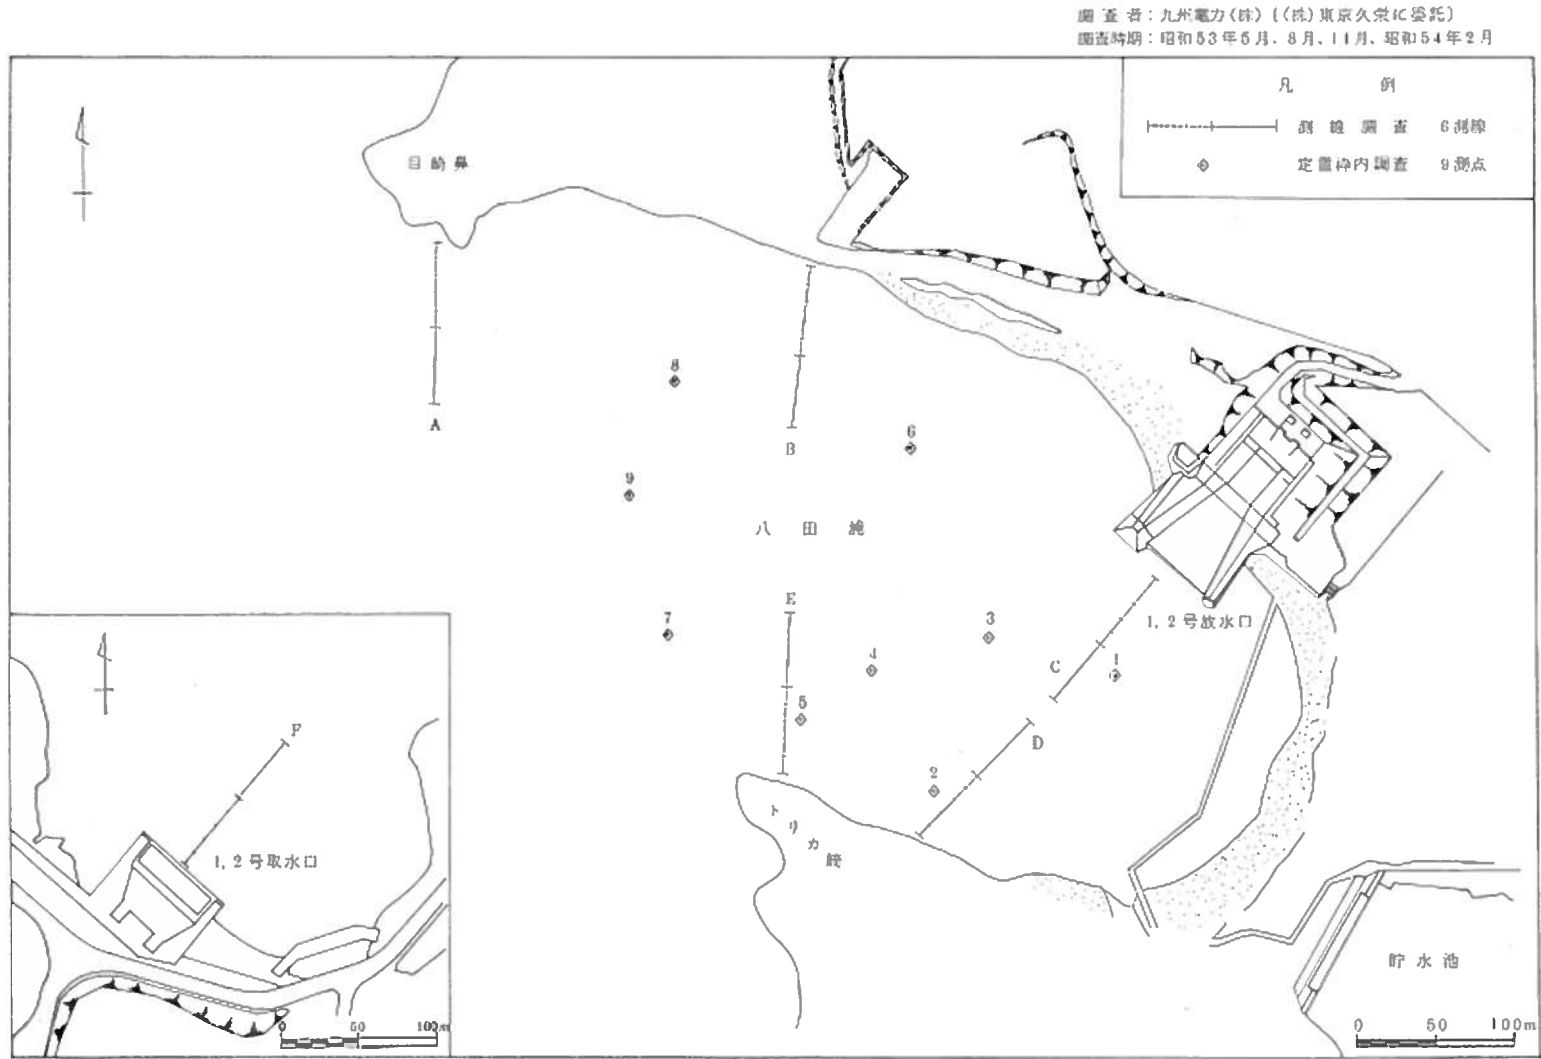 調査者：九州電力(株)〔(株)東京久栄に委託〕
調査時期：昭和53年5月、8月、11月、昭和54年2月
凡 例
測線調査 6測線
定置枠内調査 9測点
目崎鼻
A
B
8
6
9
八田浦
E
7
3
4
5
1,2号放水口
C
1
D
2
トリカ崎
F
1,2号取水口
0 50 100m
貯水池
0 50 100m